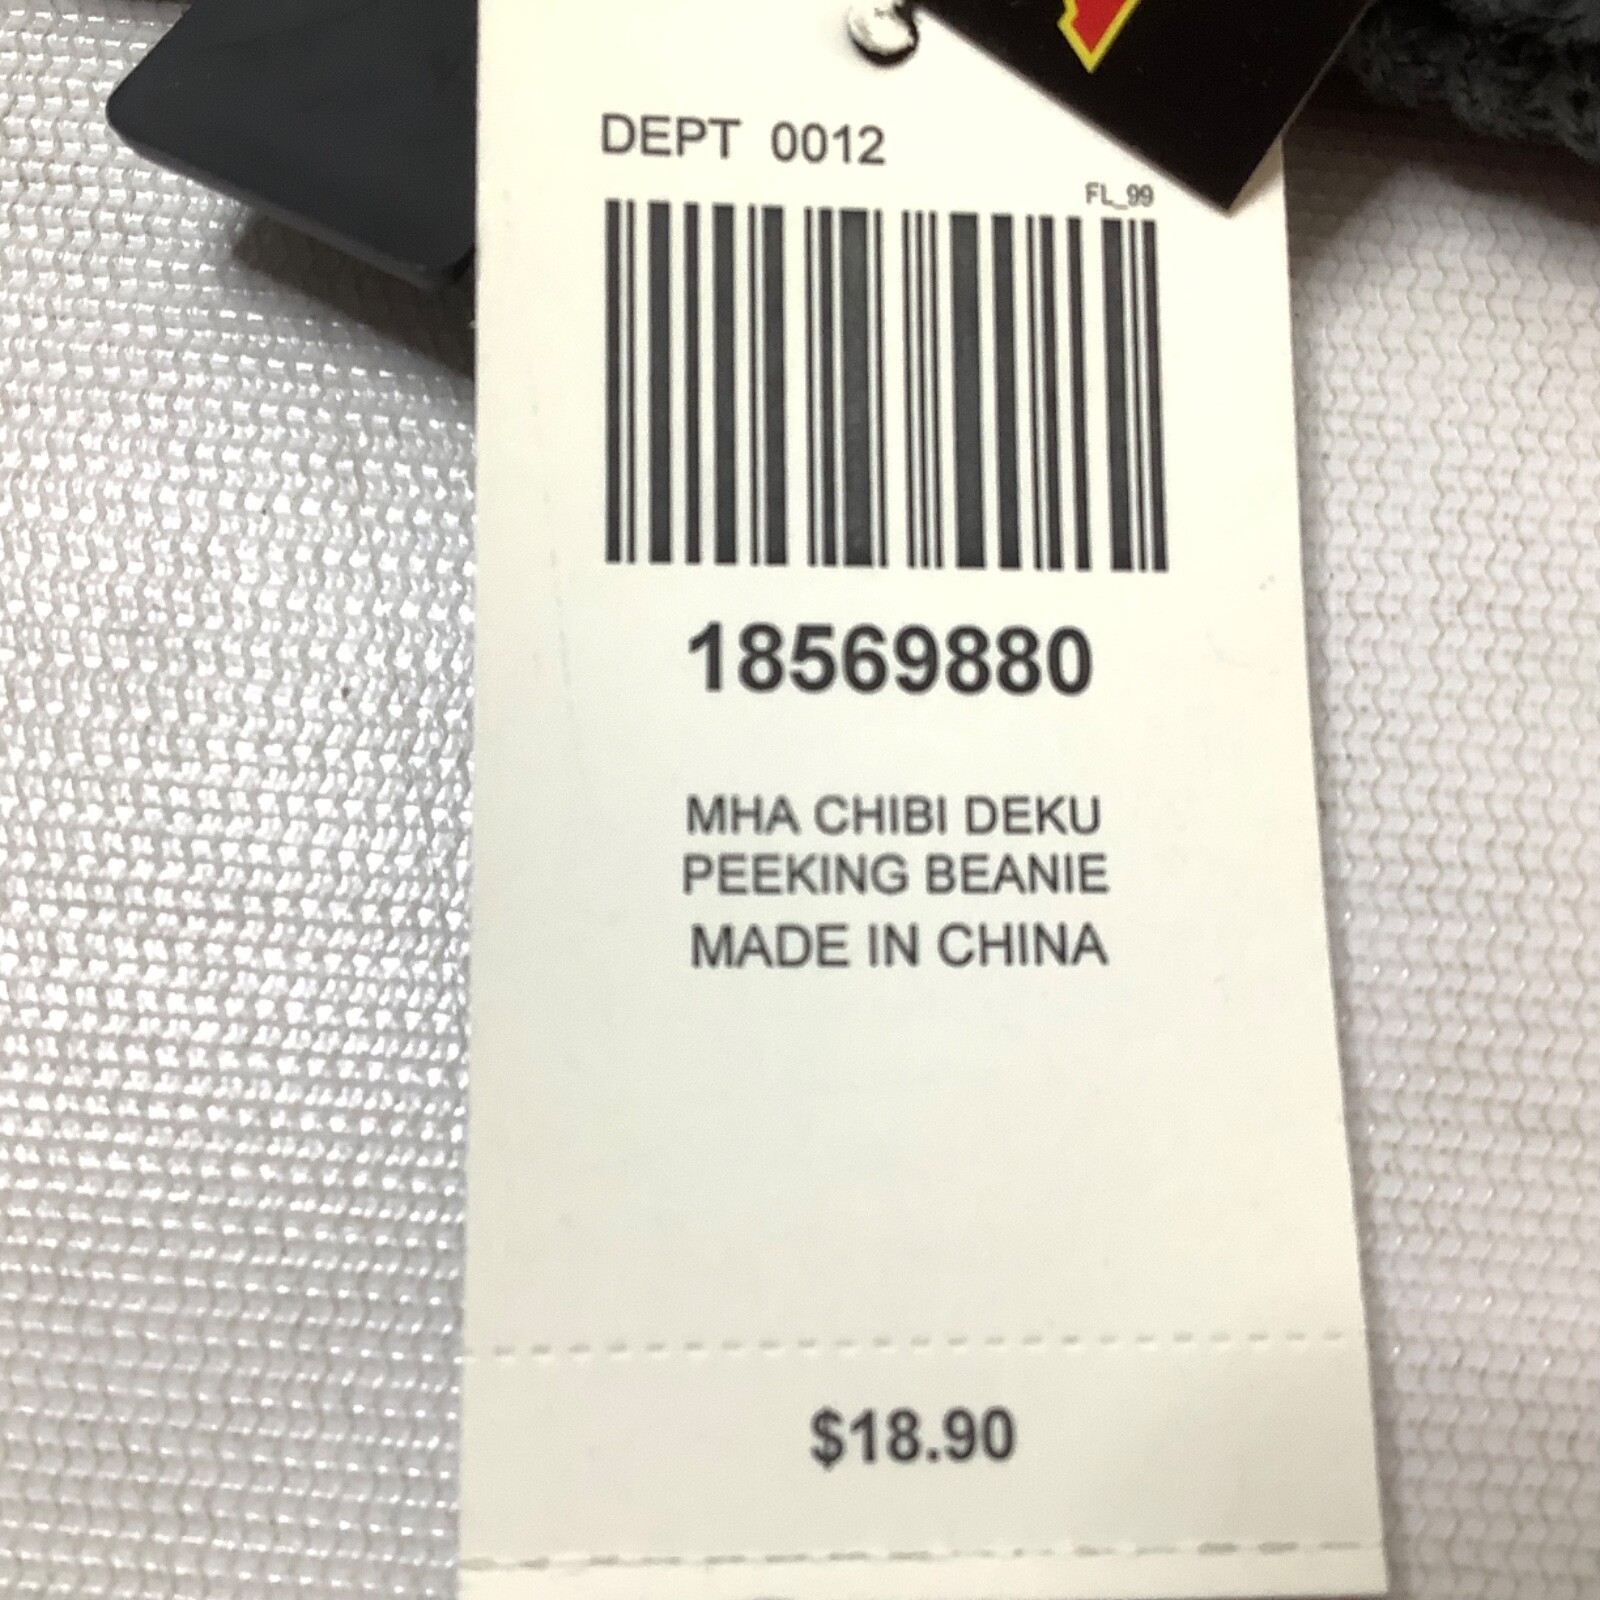 DEPT 0012
FL_99
18569880
MHA CHIBI DEKU
PEEKING BEANIE
MADE IN CHINA
$18.90